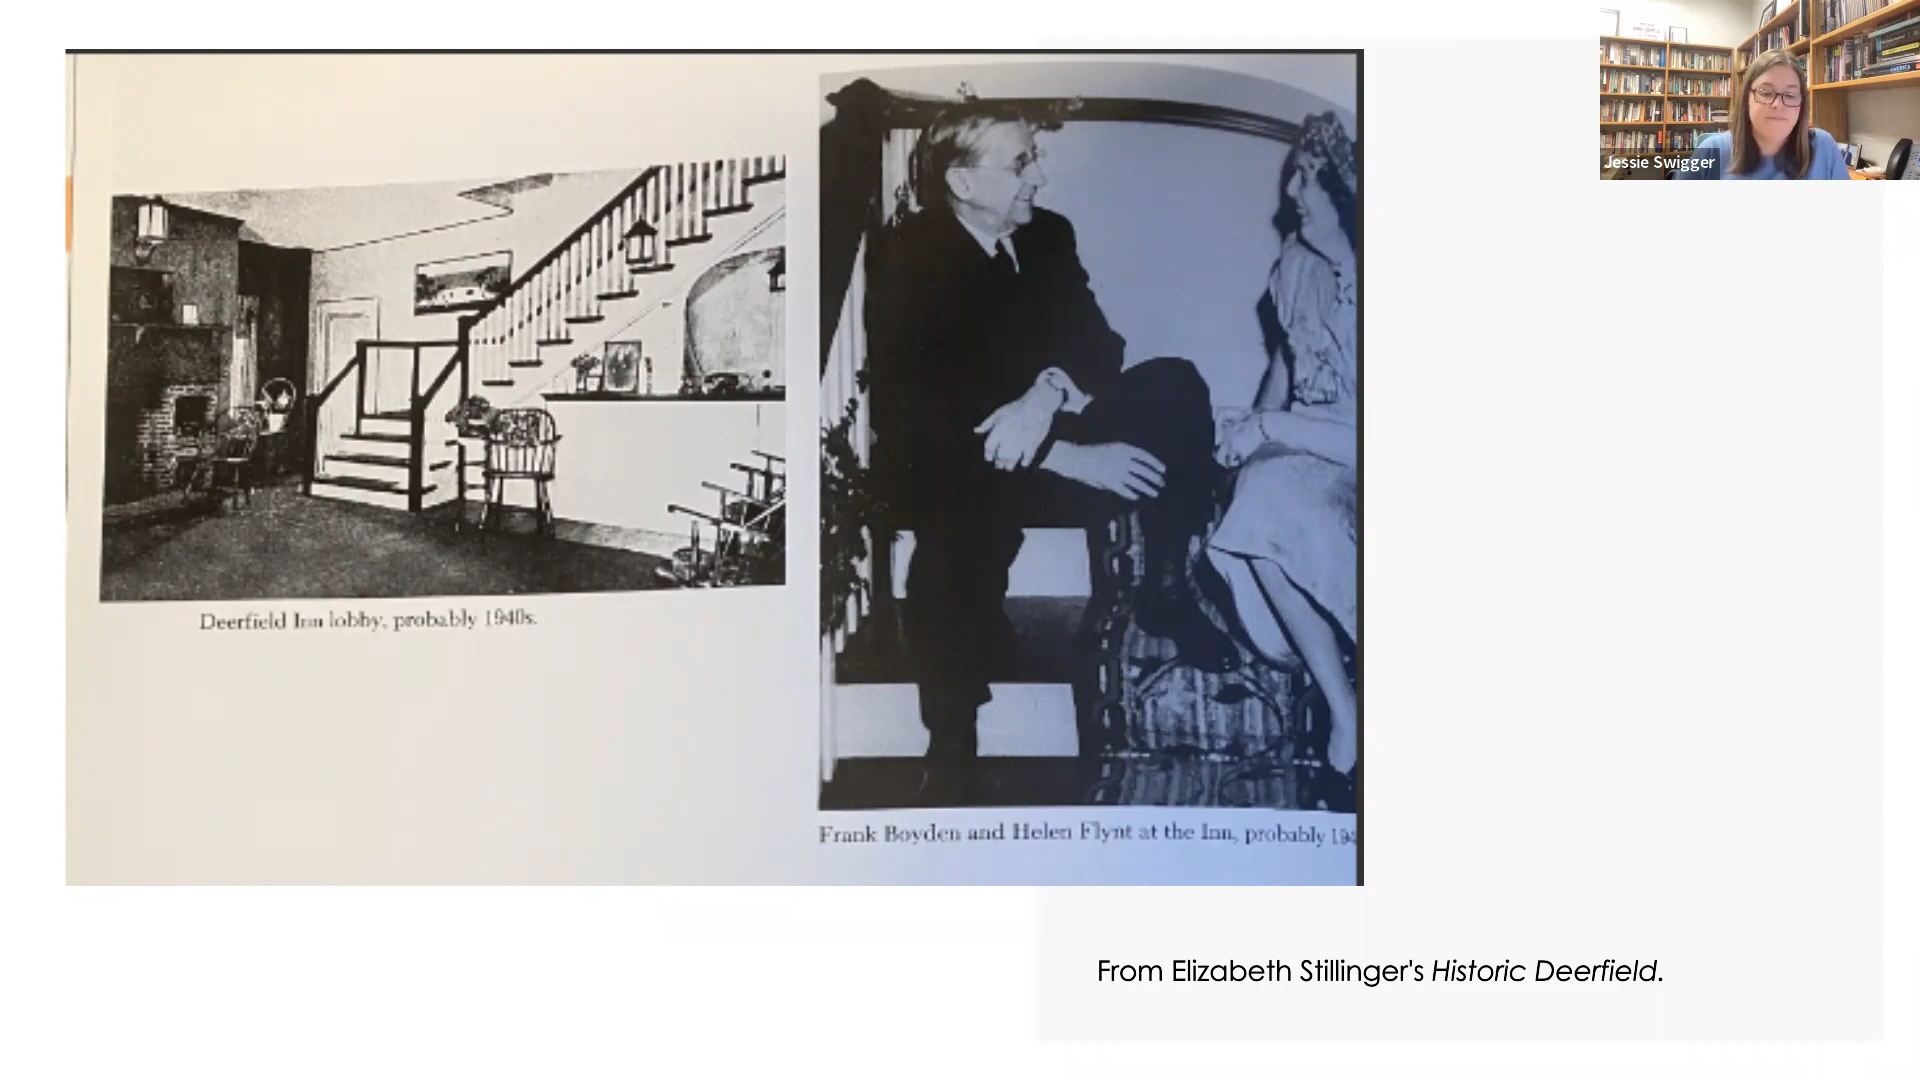 Jessie Swigger
Deerfield Inn lobby, probably 1940s.
Frank Boyden and Helen Flynt at the Inn, probably 194
From Elizabeth Stillinger's Historic Deerfield.